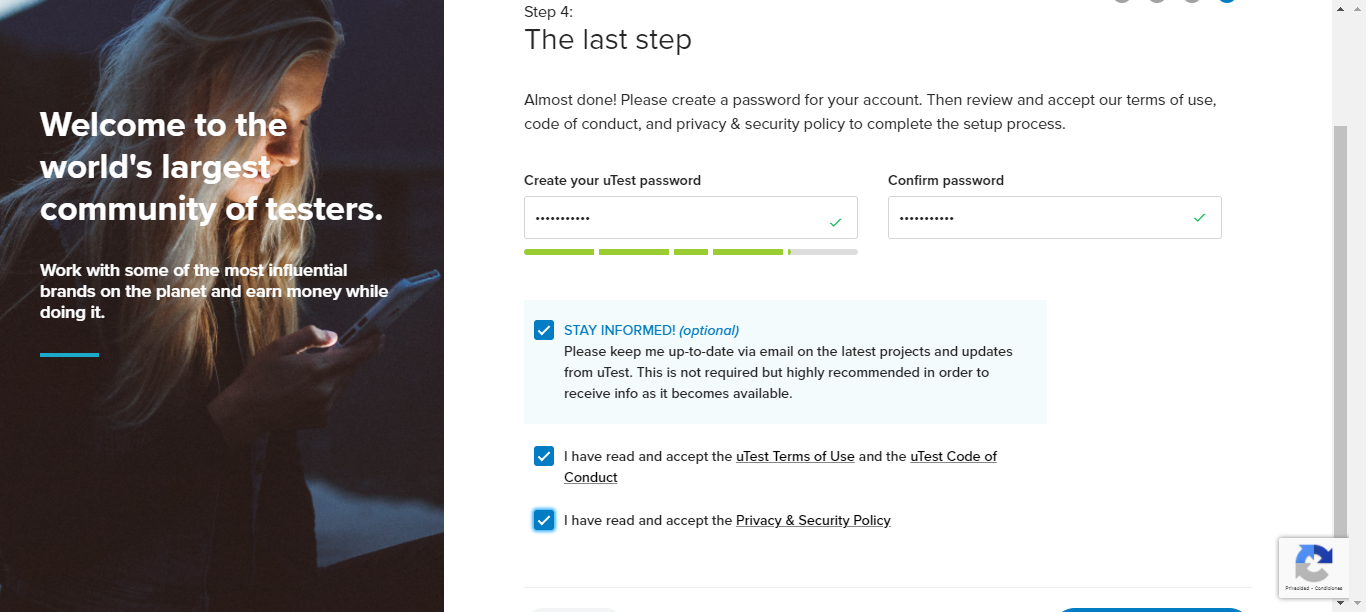 Welcome to the
world's largest
community of testers.
Work with some of the most influential
brands on the planet and earn money while
doing it.
Step 4:
The last step
Almost done! Please create a password for your account. Then review and accept our terms of use,
code of conduct, and privacy & security policy to complete the setup process.
Create your uTest password
•••••••••••
Confirm password
•••••••••••
STAY INFORMED! (optional)
Please keep me up-to-date via email on the latest projects and updates
from uTest. This is not required but highly recommended in order to
receive info as it becomes available.
I have read and accept the uTest Terms of Use and the uTest Code of
Conduct
I have read and accept the Privacy & Security Policy
Privacidad - Condiciones